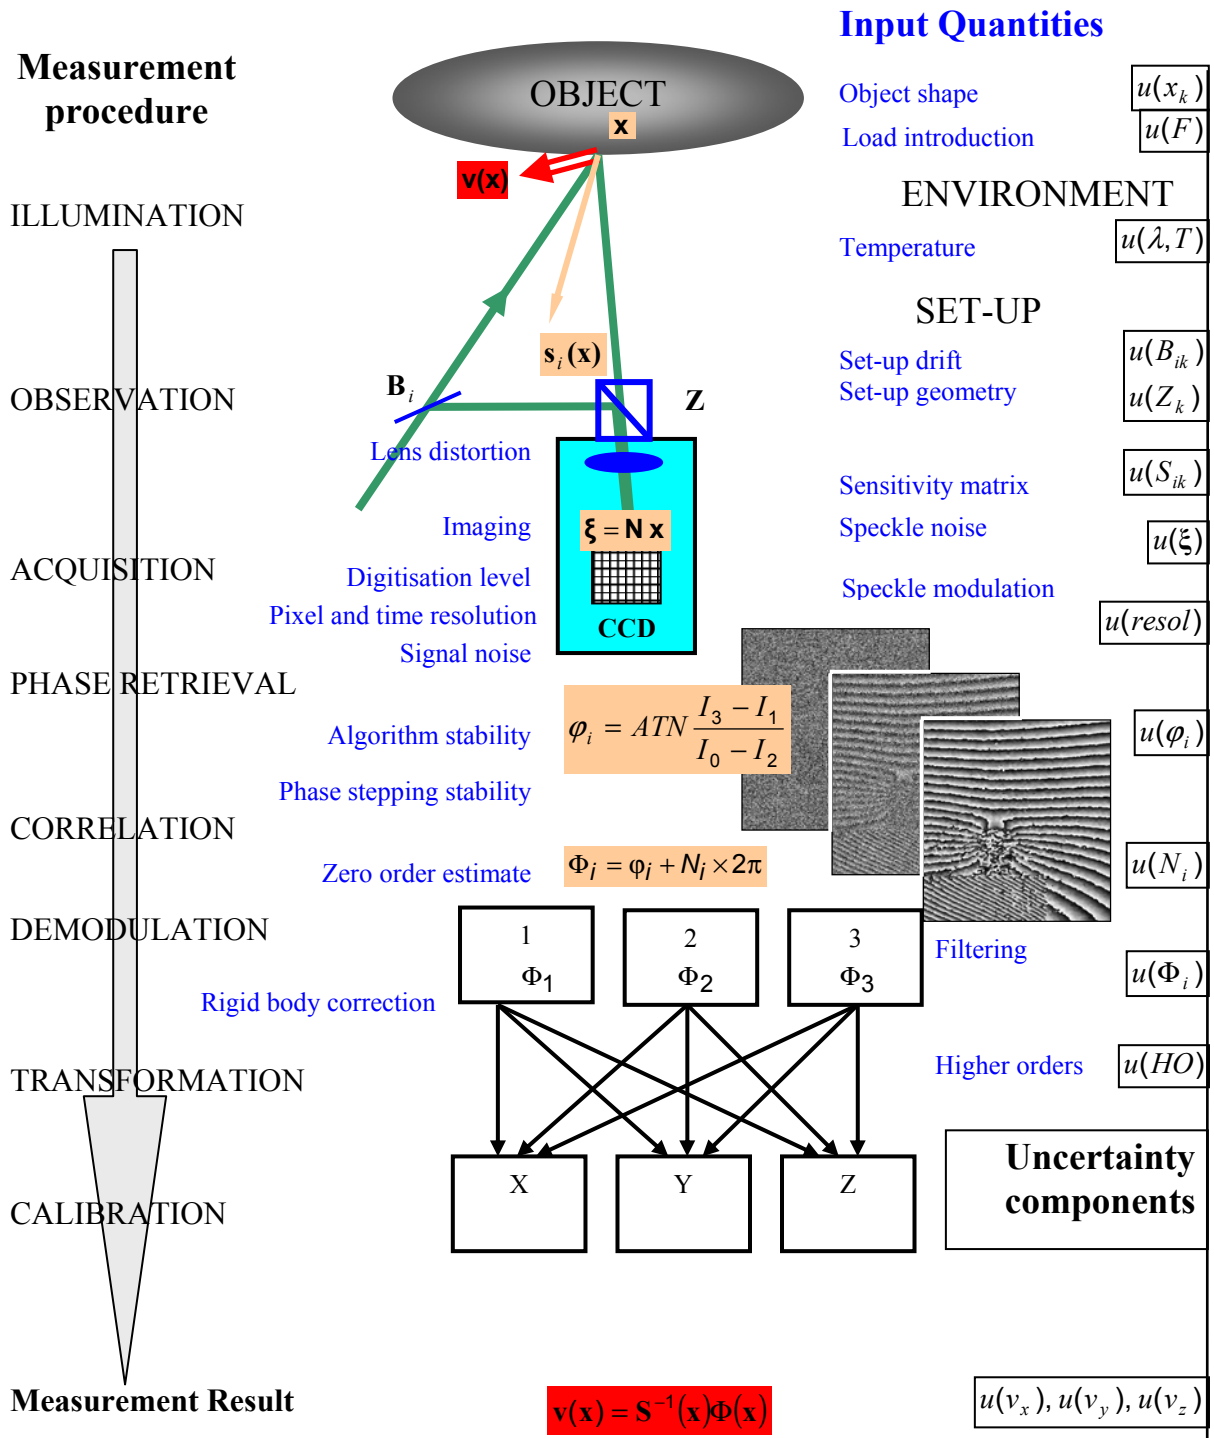 Input Quantities
Measurement
procedure
OBJECT
x
v(x)
Object shape
u(x_k)
Load introduction
u(F)
ENVIRONMENT
ILLUMINATION
Temperature
u(λ,T)
SET-UP
s_i(x)
Set-up drift
u(B_ik)
B_i
Z
OBSERVATION
Set-up geometry
u(Z_k)
Lens distortion
Sensitivity matrix
u(S_ik)
Imaging
ξ = N x
Speckle noise
u(ξ)
ACQUISITION
Digitisation level
Speckle modulation
Pixel and time resolution
CCD
u(resol)
Signal noise
PHASE RETRIEVAL
Algorithm stability
φ_i = ATN (I_3 − I_1)/(I_0 − I_2)
u(φ_i)
Phase stepping stability
CORRELATION
Zero order estimate
Φ_i = φ_i + N_i × 2π
u(N_i)
DEMODULATION
1
2
3
Φ_1
Φ_2
Φ_3
Filtering
u(Φ_i)
Rigid body correction
TRANSFORMATION
Higher orders
u(HO)
Uncertainty
components
X
Y
Z
CALIBRATION
Measurement Result
v(x) = S⁻¹(x)Φ(x)
u(v_x), u(v_y), u(v_z)